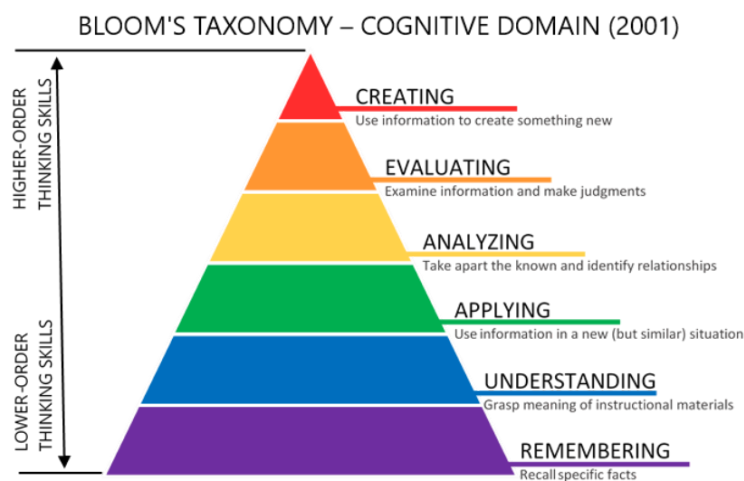 BLOOM'S TAXONOMY – COGNITIVE DOMAIN (2001)
HIGHER-ORDER
THINKING SKILLS
CREATING
Use information to create something new
EVALUATING
Examine information and make judgments
ANALYZING
Take apart the known and identify relationships
APPLYING
Use information in a new (but similar) situation
LOWER-ORDER
THINKING SKILLS
UNDERSTANDING
Grasp meaning of instructional materials
REMEMBERING
Recall specific facts